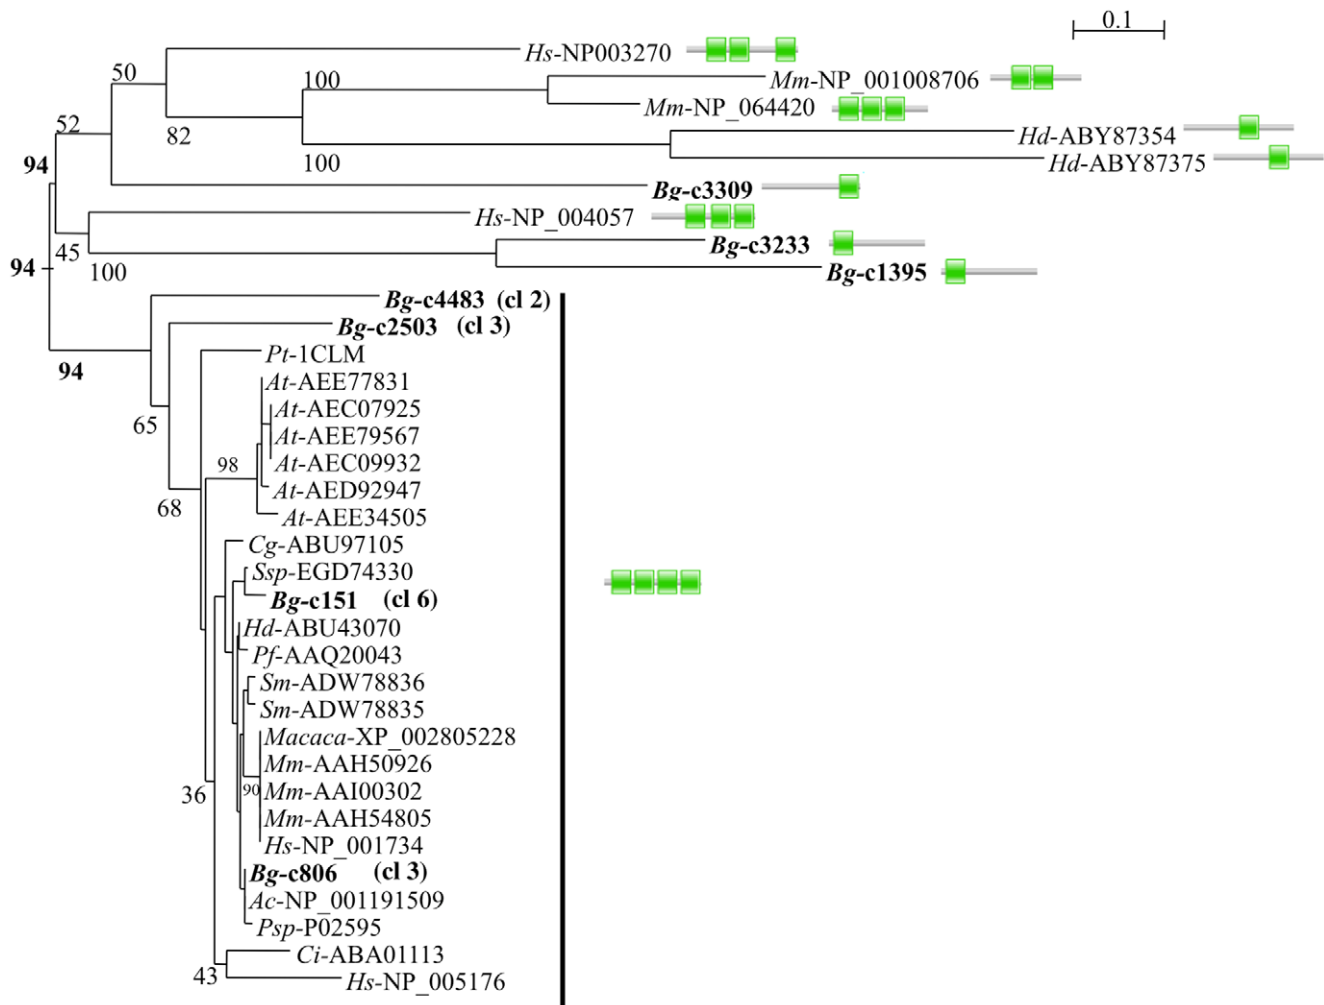 0.1
Hs-NP003270
50
100
Mm-NP_001008706
Mm-NP_064420
52
82
Hd-ABY87354
94
100
Hd-ABY87375
Bg-c3309
Hs-NP_004057
45
Bg-c3233
94
100
Bg-c1395
Bg-c4483 (cl 2)
Bg-c2503 (cl 3)
Pt-1CLM
94
At-AEE77831
At-AEC07925
65
At-AEE79567
98
At-AEC09932
At-AED92947
68
At-AEE34505
Cg-ABU97105
Ssp-EGD74330
Bg-c151 (cl 6)
Hd-ABU43070
Pf-AAQ20043
Sm-ADW78836
Sm-ADW78835
Macaca-XP_002805228
Mm-AAH50926
36
90
Mm-AAI00302
Mm-AAH54805
Hs-NP_001734
Bg-c806 (cl 3)
Ac-NP_001191509
Psp-P02595
Ci-ABA01113
43
Hs-NP_005176